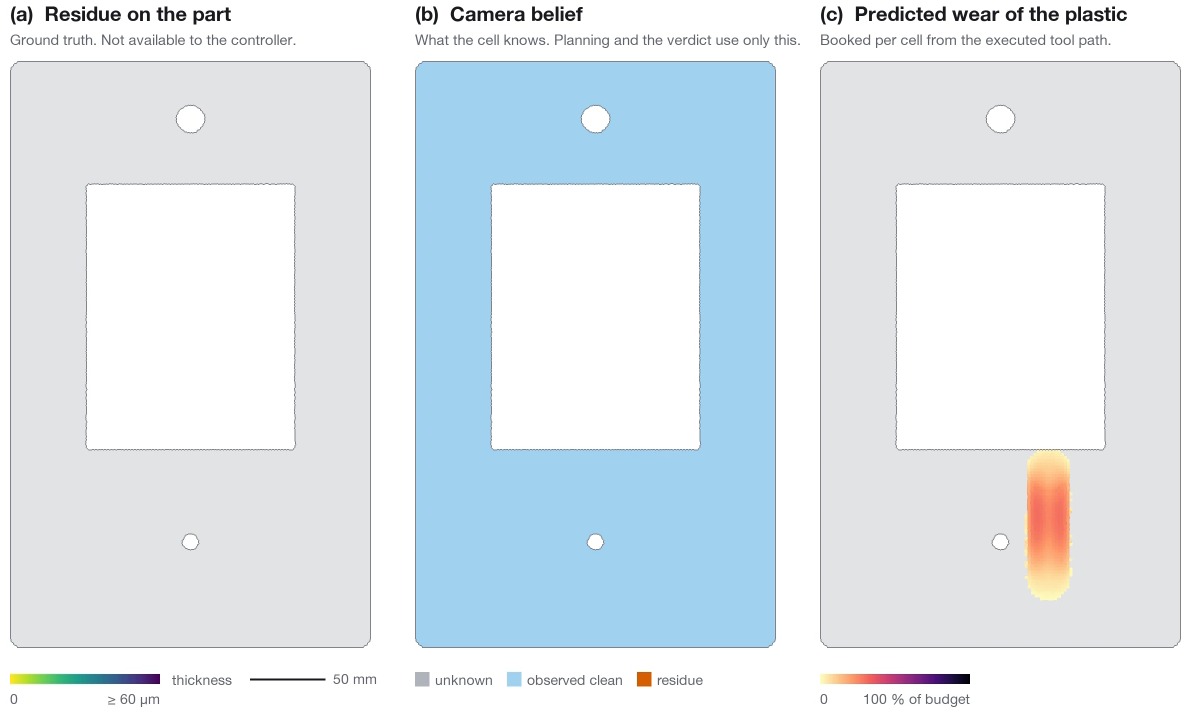 (a) Residue on the part
Ground truth. Not available to the controller.
(b) Camera belief
What the cell knows. Planning and the verdict use only this.
(c) Predicted wear of the plastic
Booked per cell from the executed tool path.
thickness
50 mm
0
≥ 60 µm
unknown
observed clean
residue
0
100 % of budget